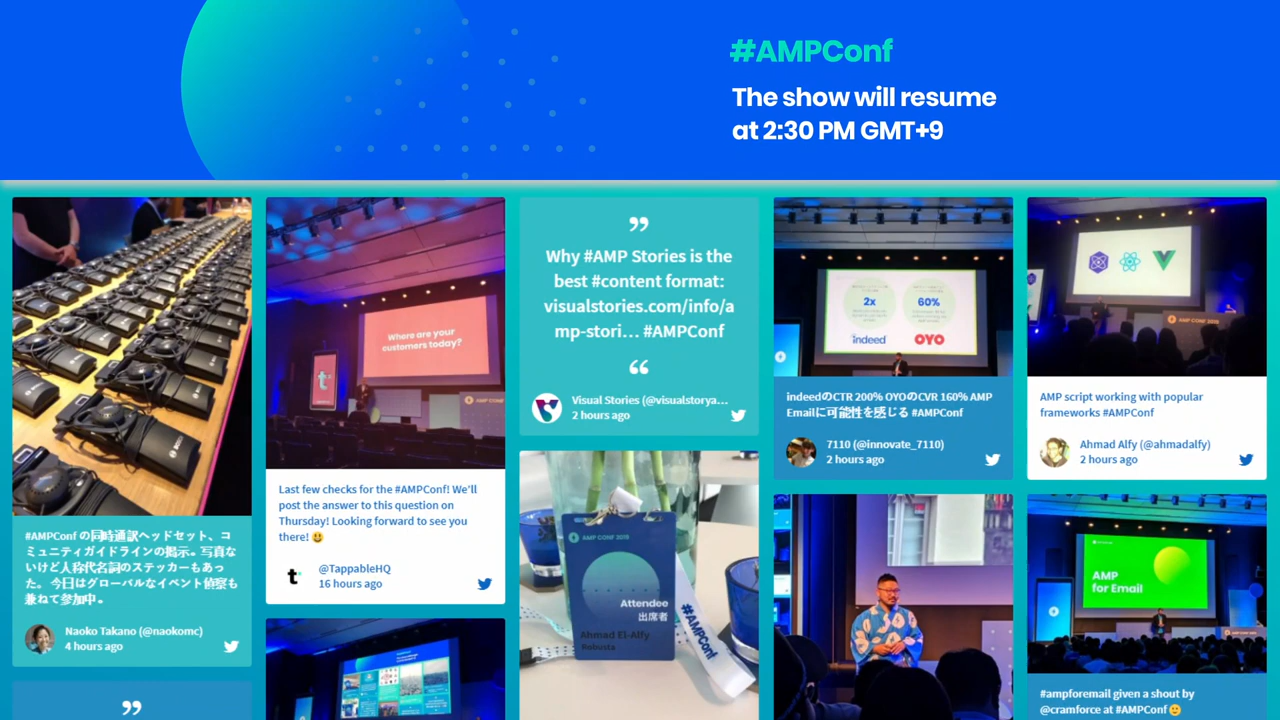 #AMPConf
The show will resume
at 2:30 PM GMT+9
#AMPConf の同時通訳ヘッドセット、コ
ミュニティガイドラインの掲示。写真な
いけど人称代名詞のステッカーもあっ
た。今日はグローバルなイベント偵察も
兼ねて参加中。
Naoko Takano (@naokomc)
4 hours ago
Where are your
customers today?
t
AMP CONF
Last few checks for the #AMPConf! We'll
post the answer to this question on
Thursday! Looking forward to see you
there! 😃
t
@TappableHQ
16 hours ago
Why #AMP Stories is the
best #content format:
visualstories.com/info/a
mp-stori… #AMPConf
Visual Stories (@visualstorya…
2 hours ago
AMP CONF 2019
Attendee
出席者
Ahmad El-Alfy
Robusta
#AMPConf
2x
60%
indeed
OYO
indeedのCTR 200% OYOのCVR 160% AMP
Emailに可能性を感じる #AMPConf
7110 (@innovate_7110)
2 hours ago
AMP CONF 2019
AMP script working with popular
frameworks #AMPConf
Ahmad Alfy (@ahmadalfy)
2 hours ago
AMP
for Email
#ampforemail given a shout by
@cramforce at #AMPConf 🙂